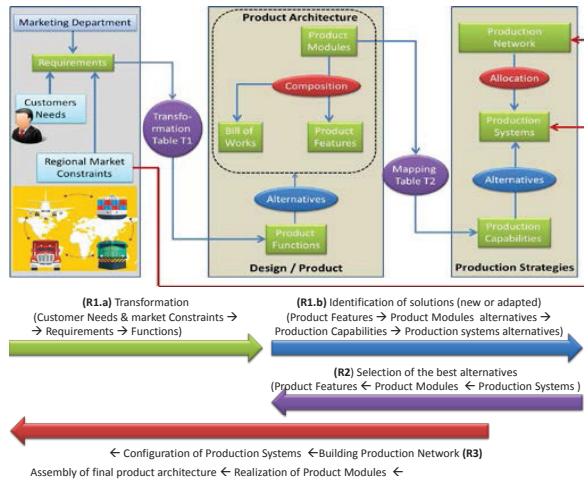 Marketing Department
Requirements
Customers
Needs
Regional Market
Constraints
Transfo-
rmation
Table T1
Product Architecture
Product
Modules
Composition
Bill of
Works
Product
Features
Alternatives
Product
Functions
Design / Product
Mapping
Table T2
Production
Network
Allocation
Production
Systems
Alternatives
Production
Capabilities
Production Strategies
(R1.a) Transformation
(Customer Needs & market Constraints →
→ Requirements → Functions)
(R1.b) Identification of solutions (new or adapted)
(Product Features → Product Modules alternatives →
Production Capabilities → Production systems alternatives)
(R2) Selection of the best alternatives
(Product Features ← Product Modules ← Production Systems )
← Configuration of Production Systems ←Building Production Network (R3)
Assembly of final product architecture ← Realization of Product Modules ←